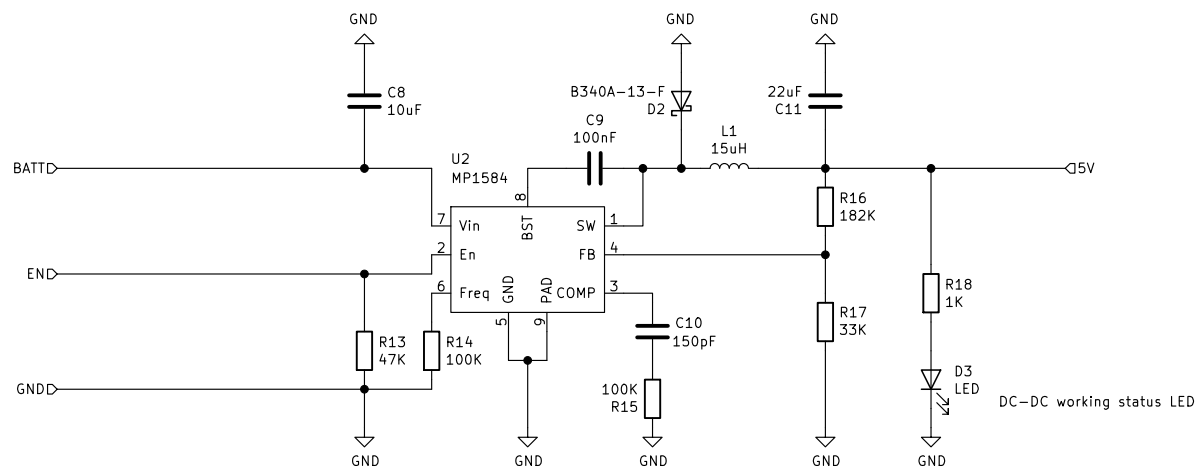 GND
GND
GND
C8
10uF
B340A-13-F
D2
22uF
C11
C9
100nF
L1
15uH
BATT
U2
MP1584
5V
8
BST
7
Vin
SW
1
R16
182K
2
En
FB
4
EN
6
Freq
GND
PAD
COMP
3
R18
1K
5
9
R13
47K
R14
100K
C10
150pF
R17
33K
GND
100K
R15
D3
LED
DC-DC working status LED
GND
GND
GND
GND
GND